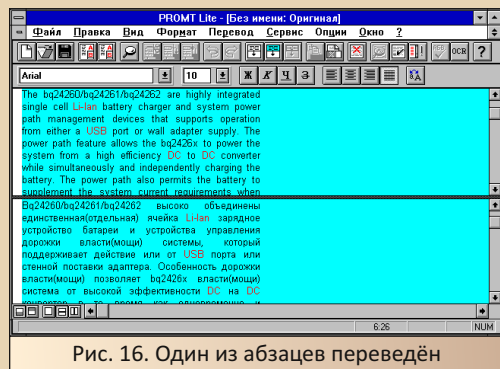 PROMT Lite - [Без имени: Оригинал]
Файл Правка Вид Формат Перевод Сервис Опции Окно ?
OCR ?
Arial 10 Ж К Ч З
The bq24260/bq24261/bq24262 are highly integrated
single cell Li-Ian battery charger and system power
path management devices that supports operation
from either a USB port or wall adapter supply. The
power path feature allows the bq2426x to power the
system from a high efficiency DC to DC converter
while simultaneously and independently charging the
battery. The power path also permits the battery to
supplement the system current requirements when
Bq24260/bq24261/bq24262 высоко объединены
единственная(отдельная) ячейка Li-Ian зарядное
устройство батареи и устройства управления
дорожки власти(мощи) системы, который
поддерживает действие или от USB порта или
стенной поставки адаптера. Особенность дорожки
власти(мощи) позволяет bq2426x власти(мощи)
система от высокой эффективности DC на DC
конвертер в то время как одновременно и
6:26 NUM
Рис. 16. Один из абзацев переведён